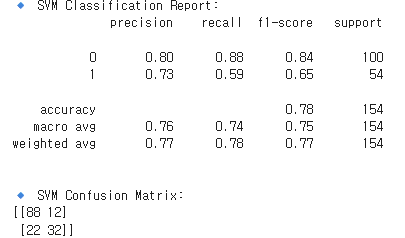 🔹 SVM Classification Report:
              precision    recall  f1-score   support

           0       0.80      0.88      0.84       100
           1       0.73      0.59      0.65        54

    accuracy                           0.78       154
   macro avg       0.76      0.74      0.75       154
weighted avg       0.77      0.78      0.77       154

🔹 SVM Confusion Matrix:
[[88 12]
 [22 32]]